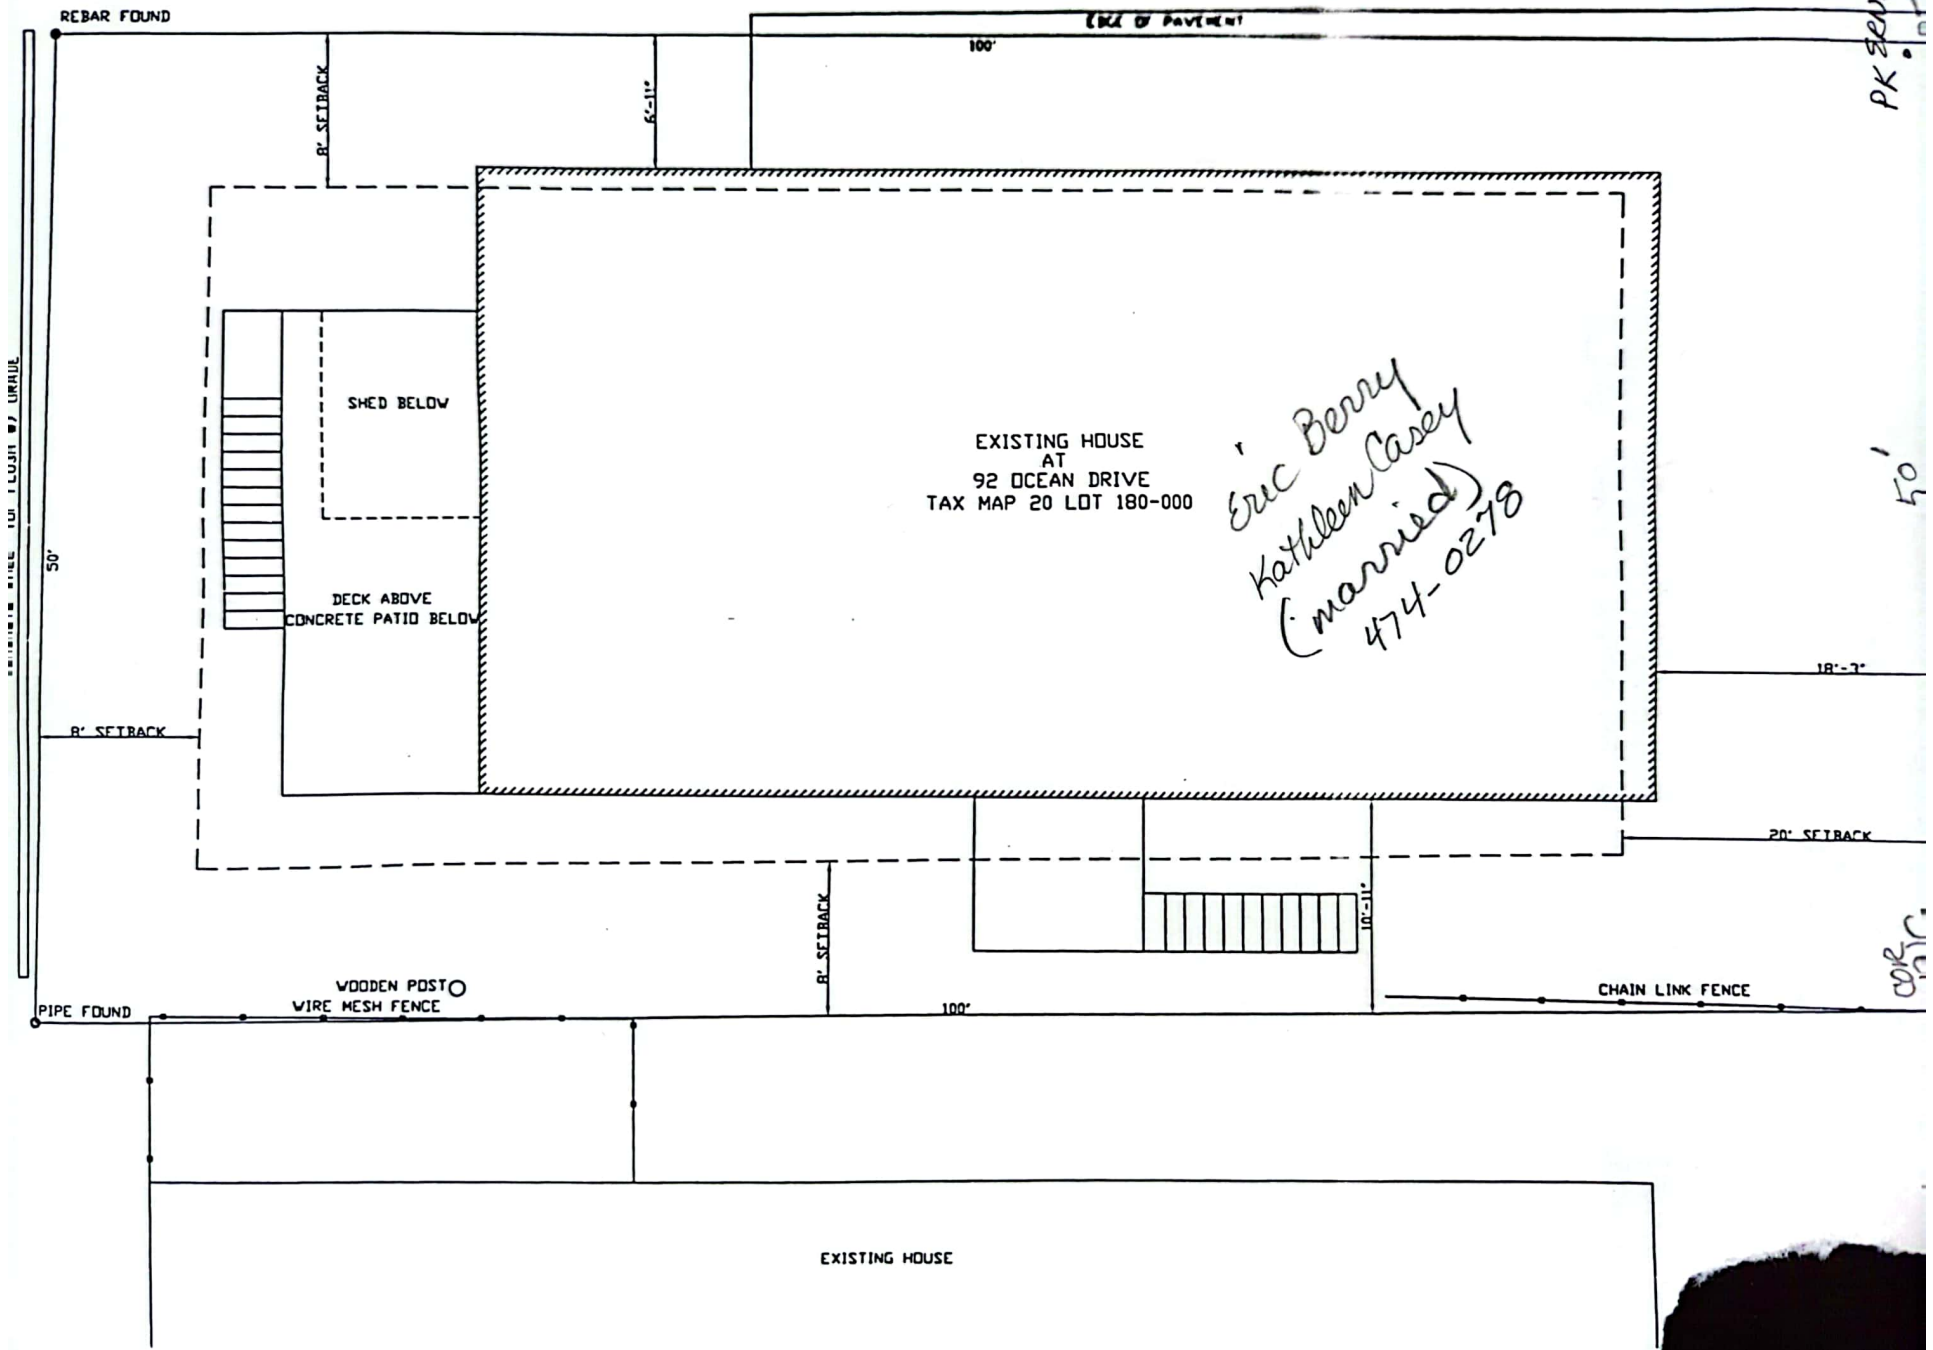 REBAR FOUND
EDGE OF PAVEMENT
100'
8' SETBACK
6'-11"
50'
SHED BELOW
DECK ABOVE
CONCRETE PATIO BELOW
EXISTING HOUSE
AT
92 OCEAN DRIVE
TAX MAP 20 LOT 180-000
Eric Berry
Kathleen Casey
(married)
474-0278
50'
18'-3"
8' SETBACK
20' SETBACK
8' SETBACK
10'-11"
WOODEN POST
WIRE MESH FENCE
CHAIN LINK FENCE
COR
PIPE FOUND
100'
EXISTING HOUSE
PK